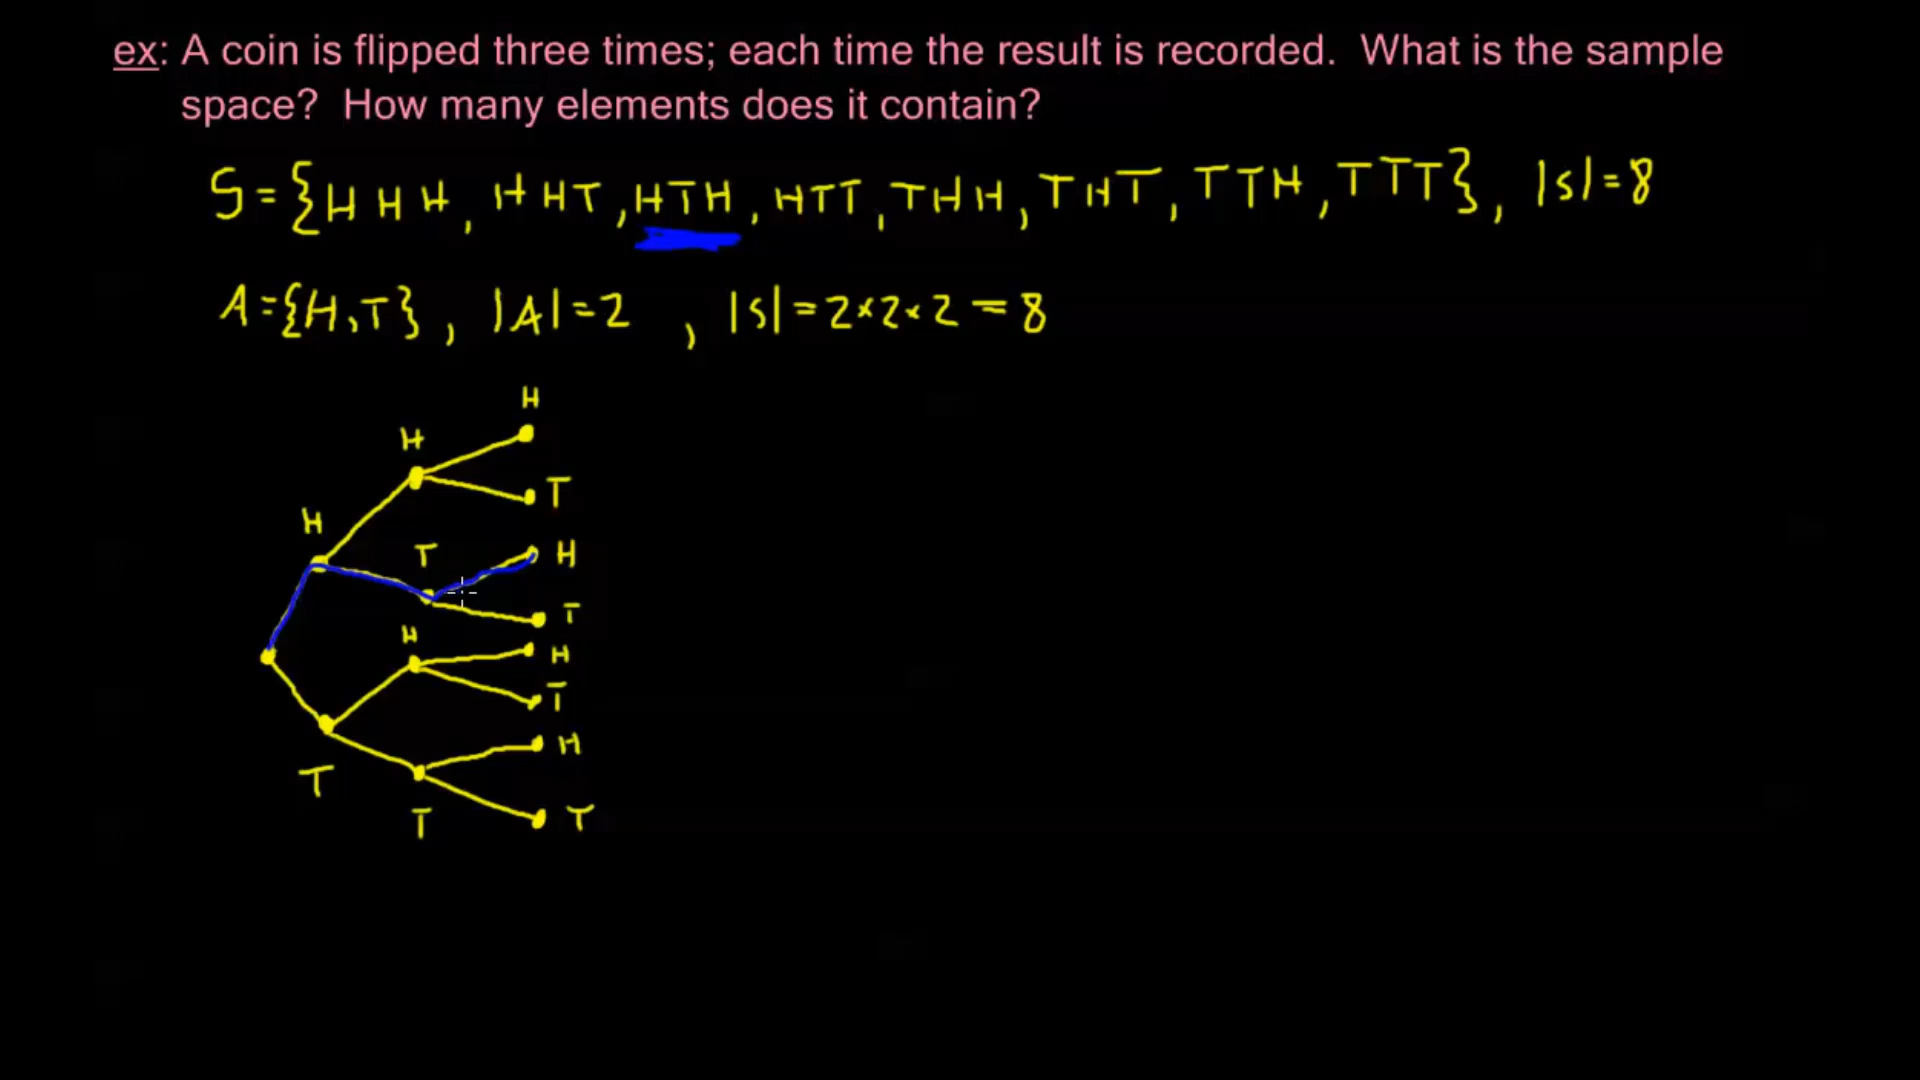 ex: A coin is flipped three times; each time the result is recorded. What is the sample
space? How many elements does it contain?
S={HHH, HHT, HTH, HTT, THH, THT, TTH, TTT}, |S|=8
A={H,T}, |A|=2, |S|=2×2×2=8
H
H
T
H
T
H
T
H
H
T
T
H
T
T